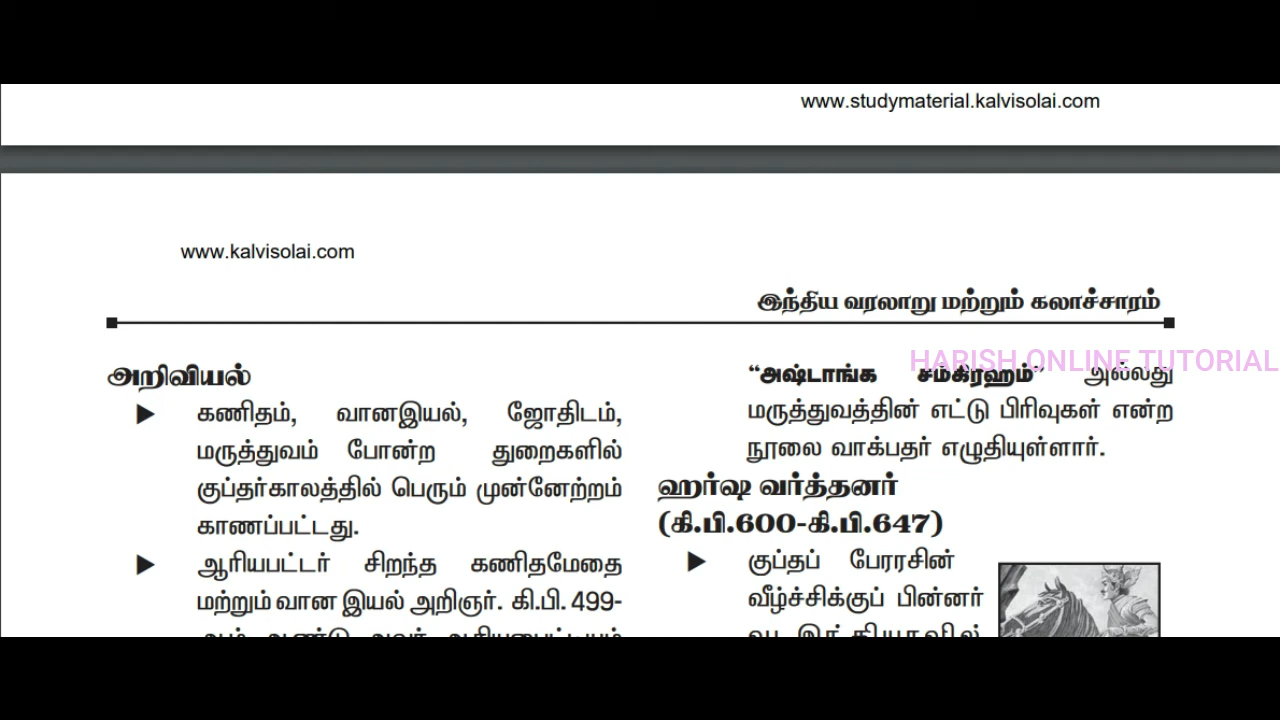 www.studymaterial.kalvisolai.com
www.kalvisolai.com
இந்திய வரலாறு மற்றும் கலாச்சாரம்
HARISH ONLINE TUTORIAL
அறிவியல்
கணிதம், வானஇயல், ஜோதிடம்,
மருத்துவம் போன்ற துறைகளில்
குப்தர்காலத்தில் பெரும் முன்னேற்றம்
காணப்பட்டது.
ஆரியபட்டர் சிறந்த கணிதமேதை
மற்றும் வான இயல் அறிஞர். கி.பி. 499-
“அஷ்டாங்க சம்கிரஹம்” அல்லது
மருத்துவத்தின் எட்டு பிரிவுகள் என்ற
நூலை வாக்பதர் எழுதியுள்ளார்.
ஹர்ஷ வர்த்தனர்
(கி.பி.600-கி.பி.647)
குப்தப் பேரரசின்
வீழ்ச்சிக்குப் பின்னர்